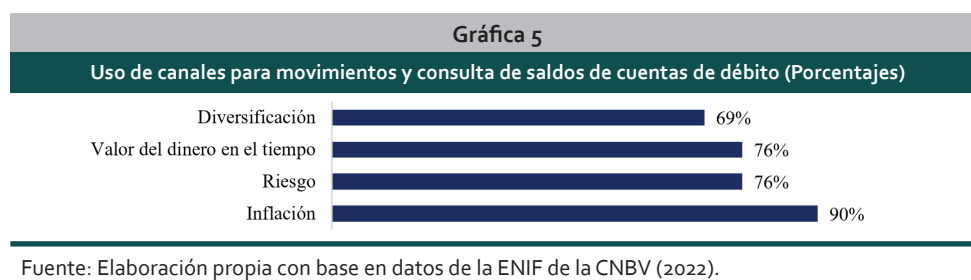 Gráfica 5
Uso de canales para movimientos y consulta de saldos de cuentas de débito (Porcentajes)
Diversificación 69%
Valor del dinero en el tiempo 76%
Riesgo 76%
Inflación 90%
Fuente: Elaboración propia con base en datos de la ENIF de la CNBV (2022).